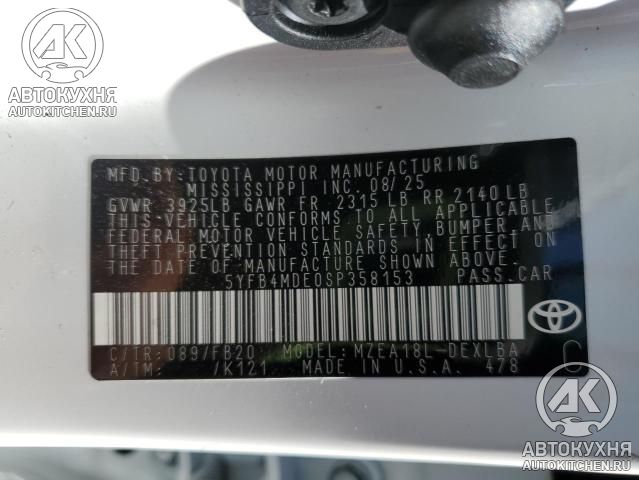 АК
АВТОКУХНЯ
AUTOKITCHEN.RU
MFD.BY:TOYOTA MOTOR MANUFACTURING
MISSISSIPPI INC. 08/25
GVWR 3925LB GAWR FR 2315 LB RR 2140LB
THIS VEHICLE CONFORMS TO ALL APPLICABLE
FEDERAL MOTOR VEHICLE SAFETY, BUMPER,AND
THEFT PREVENTION STANDARDS IN EFFECT ON
THE DATE OF MANUFACTURE SHOWN ABOVE.
5YFB4MDE0SP358153 PASS.CAR
C/TR:089/FB20 MODEL:MZEA18L-DEXLBA
A/TM: /K121 MADE IN U.S.A. 478
C
АК
АВТОКУХНЯ
AUTOKITCHEN.RU